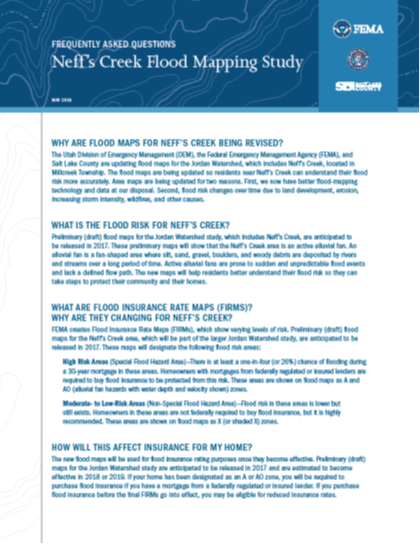 FEMA
FREQUENTLY ASKED QUESTIONS
Neff's Creek Flood Mapping Study
MAY 2016
WHY ARE FLOOD MAPS FOR NEFF'S CREEK BEING REVISED?
The Utah Division of Emergency Management (DEM), the Federal Emergency Management Agency (FEMA), and
Salt Lake County are updating flood maps for the Jordan Watershed, which includes Neff's Creek, located in
Millcreek Township. The flood maps are being updated so residents near Neff's Creek can understand their flood
risk more accurately. Area maps are being updated for two reasons. First, we now have better flood-mapping
technology and data at our disposal. Second, flood risk changes over time due to land development, erosion,
increasing storm intensity, wildfires, and other causes.
WHAT IS THE FLOOD RISK FOR NEFF'S CREEK?
Preliminary (draft) flood maps for the Jordan Watershed study, which includes Neff's Creek, are anticipated to
be released in 2017. These preliminary maps will show that the Neff's Creek area is an active alluvial fan. An
alluvial fan is a fan-shaped area where silt, sand, gravel, boulders, and woody debris are deposited by rivers
and streams over a long period of time. Active alluvial fans are prone to sudden and unpredictable flood events
and lack a defined flow path. The new maps will help residents better understand their flood risk so they can
take steps to protect their community and their homes.
WHAT ARE FLOOD INSURANCE RATE MAPS (FIRMS)?
WHY ARE THEY CHANGING FOR NEFF'S CREEK?
FEMA creates Flood Insurance Rate Maps (FIRMs), which show varying levels of risk. Preliminary (draft) flood
maps for the Neff's Creek area, which will be part of the larger Jordan Watershed study, are anticipated to be
released in 2017. These maps will designate the following flood risk areas:
High Risk Areas (Special Flood Hazard Area)—There is at least a one-in-four (or 26%) chance of flooding during
a 30-year mortgage in these areas. Homeowners with mortgages from federally regulated or insured lenders are
required to buy flood insurance to be protected from this risk. These areas are shown on flood maps as A and
AO (alluvial fan hazards with water depth and velocity shown) zones.
Moderate- to Low-Risk Areas (Non-Special Flood Hazard Area)—Flood risk in these areas is lower but
still exists. Homeowners in these areas are not federally required to buy flood insurance, but it is highly
recommended. These areas are shown on flood maps as X (or shaded X) zones.
HOW WILL THIS AFFECT INSURANCE FOR MY HOME?
The new flood maps will be used for flood insurance rating purposes once they become effective. Preliminary (draft)
maps for the Jordan Watershed study are anticipated to be released in 2017 and are estimated to become
effective in 2018 or 2019. If your home has been designated as an A or AO zone, you will be required to
purchase flood insurance if you have a mortgage from a federally regulated or insured lender. If you purchase
flood insurance before the final FIRMs go into effect, you may be eligible for reduced insurance rates.